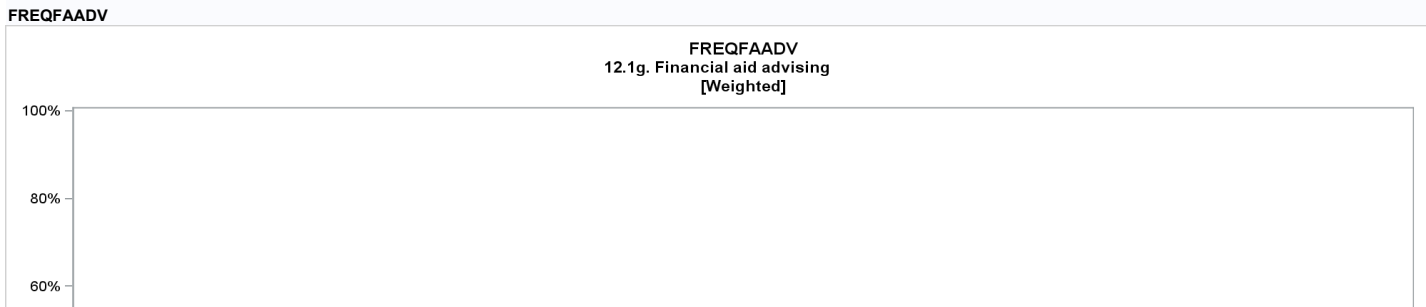 FREQFAADV
FREQFAADV
12.1g. Financial aid advising
[Weighted]
100%
80%
60%